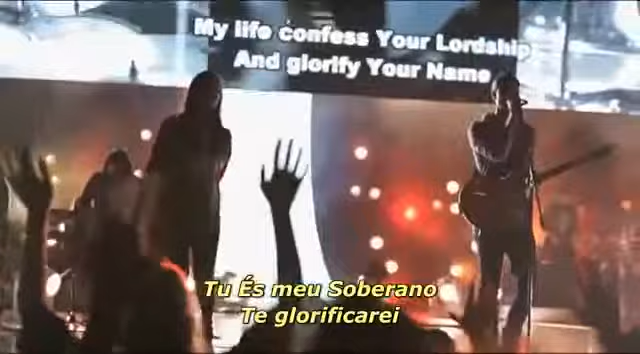 My life confess Your Lordship
And glorify Your Name
Tu És meu Soberano
Te glorificarei